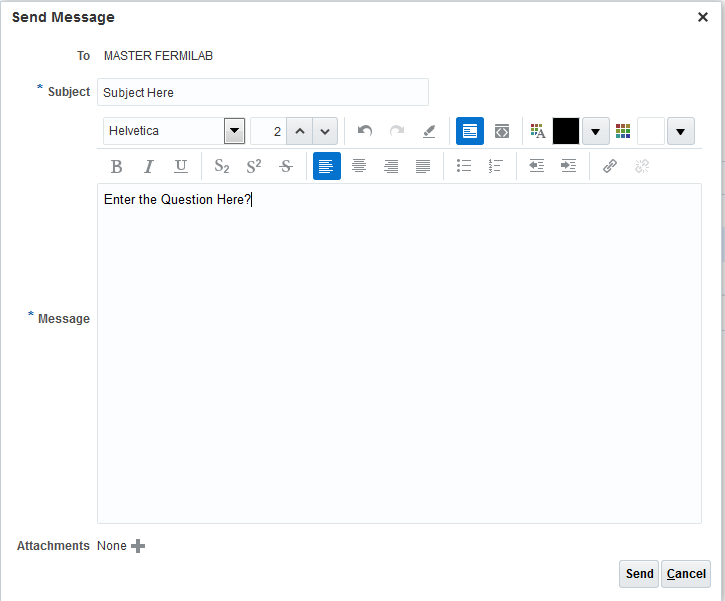 Send Message
To MASTER FERMILAB
* Subject Subject Here
Helvetica 2
B I U S2 S2 S
Enter the Question Here?
* Message
Attachments None
Send Cancel